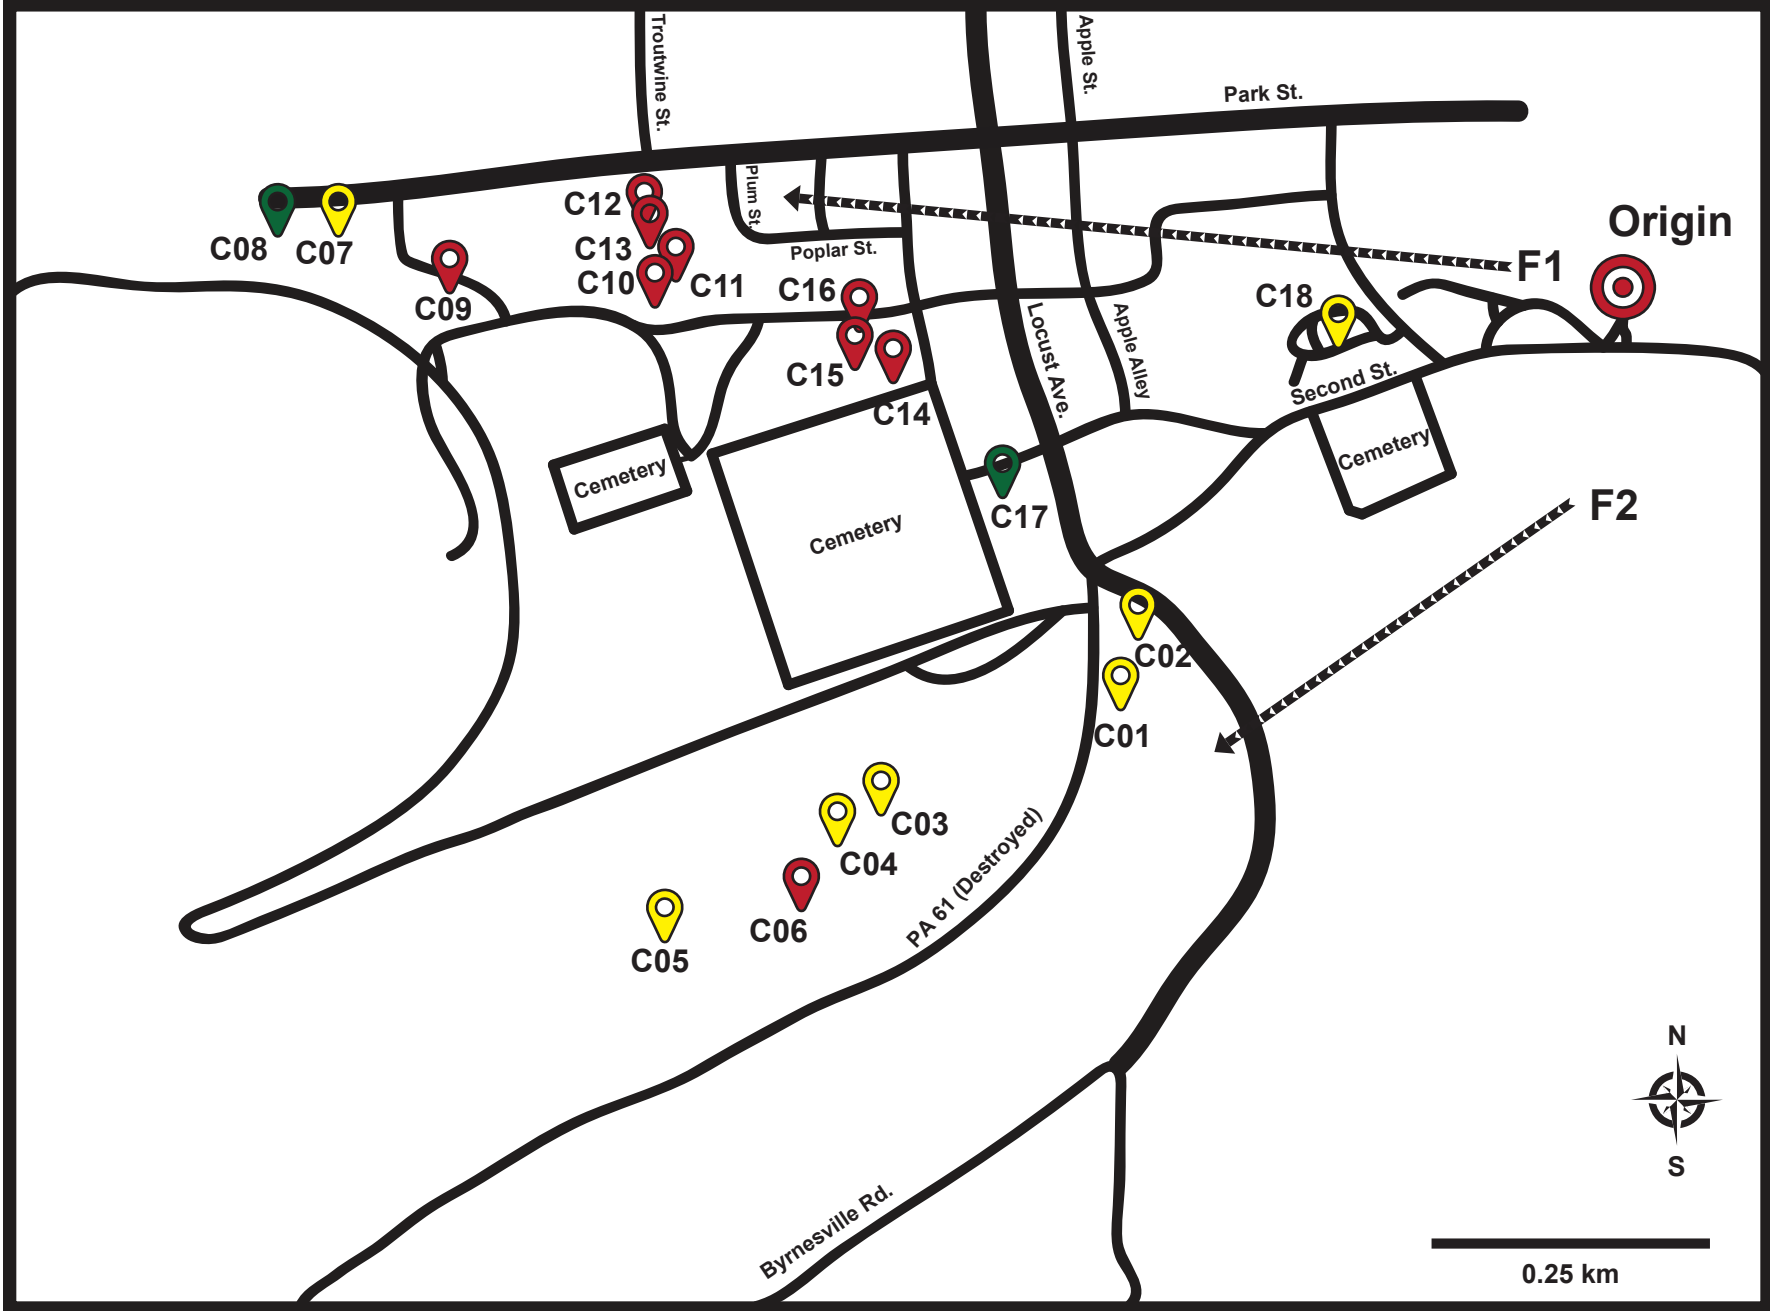 Troutwine St.
Apple St.
Park St.
C08
C07
C12
C13
C10
C11
C09
Plum St.
Poplar St.
C16
C15
C14
F1
Origin
C18
Locust Ave.
Apple Alley
Second St.
Cemetery
Cemetery
Cemetery
C17
F2
C02
C01
C03
C04
C06
C05
PA 61 (Destroyed)
Byrnesville Rd.
N
S
0.25 km